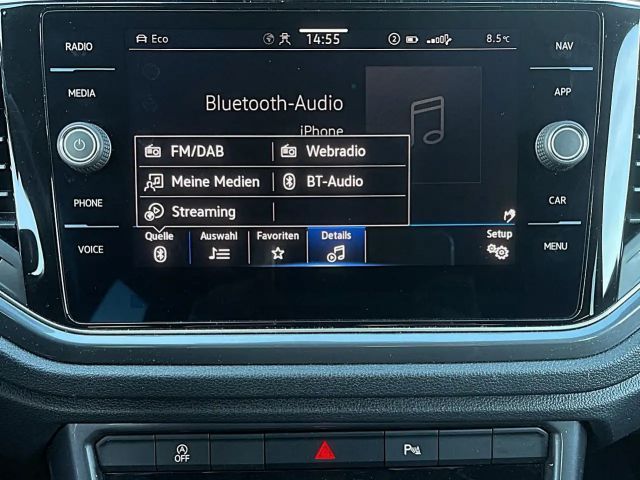 RADIO
MEDIA
PHONE
VOICE
Eco
14:55
2
8.5°C
Bluetooth-Audio
iPhone
FM/DAB
Webradio
Meine Medien
BT-Audio
Streaming
Quelle
Auswahl
Favoriten
Details
Setup
NAV
APP
CAR
MENU
A
OFF
P